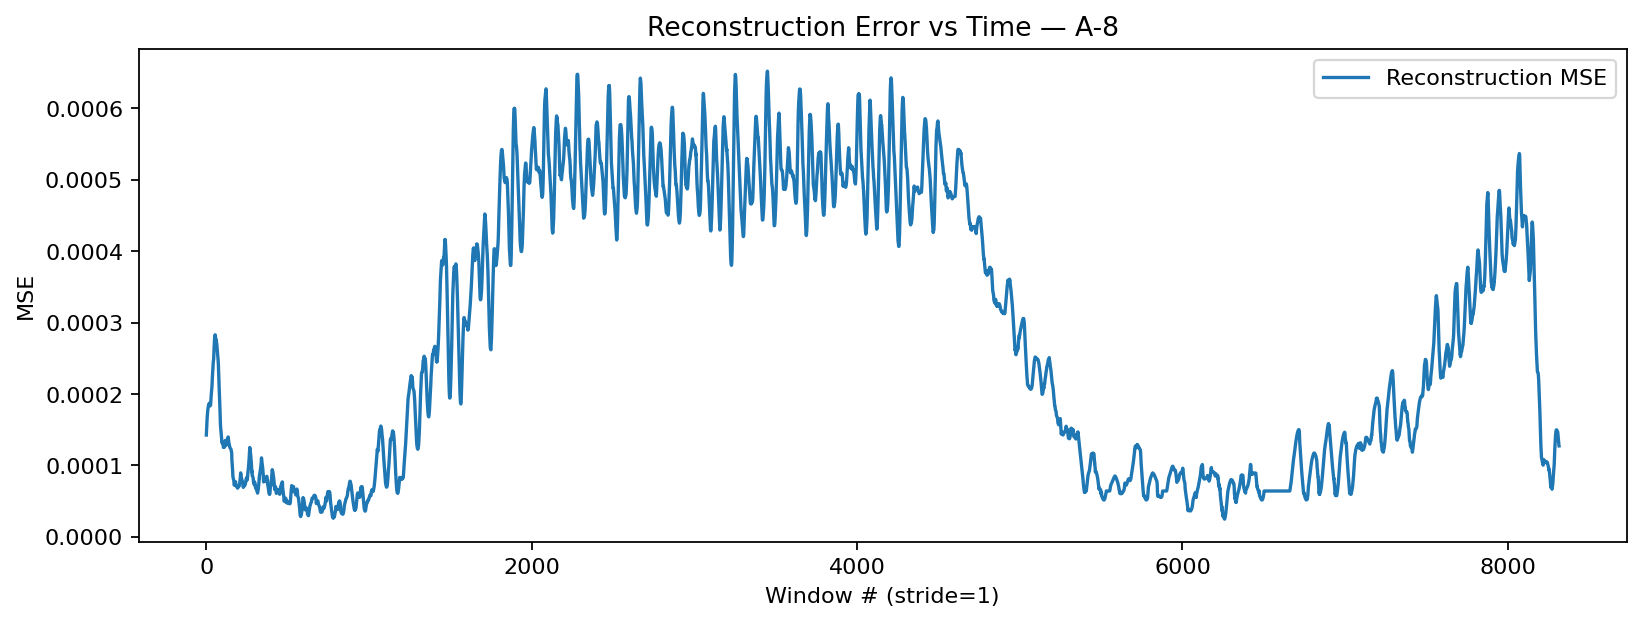 Reconstruction Error vs Time — A-8
Reconstruction MSE
MSE
0.0006
0.0005
0.0004
0.0003
0.0002
0.0001
0.0000
0 2000 4000 6000 8000
Window # (stride=1)